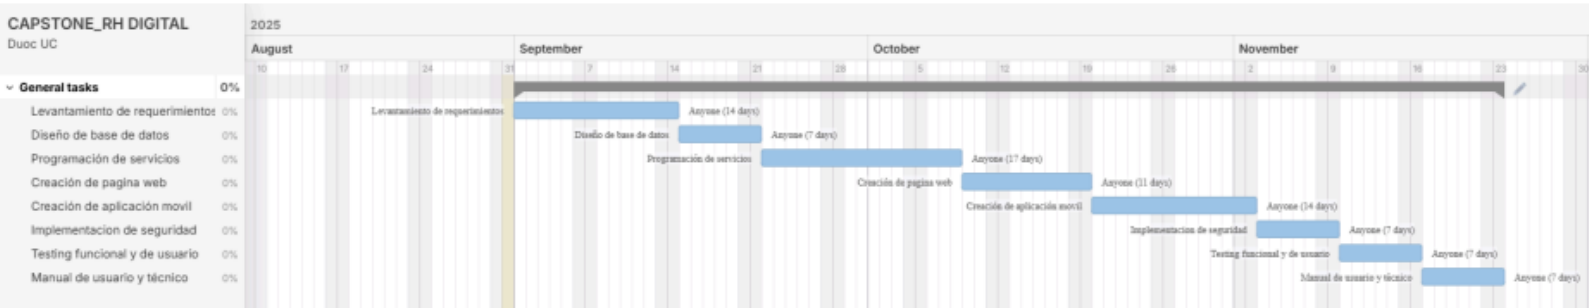 CAPSTONE_RH DIGITAL
Duoc UC
2025
August September October November
10 17 24 31 7 14 21 28 5 12 19 26 2 9 16 23 30
General tasks 0%
Levantamiento de requerimientos 0% Levantamiento de requerimientos Anyone (14 days)
Diseño de base de datos 0% Diseño de base de datos Anyone (7 days)
Programación de servicios 0% Programación de servicios Anyone (17 days)
Creación de pagina web 0% Creación de pagina web Anyone (11 days)
Creación de aplicación movil 0% Creación de aplicación movil Anyone (14 days)
Implementacion de seguridad 0% Implementacion de seguridad Anyone (7 days)
Testing funcional y de usuario 0% Testing funcional y de usuario Anyone (7 days)
Manual de usuario y técnico 0% Manual de usuario y técnico Anyone (7 days)